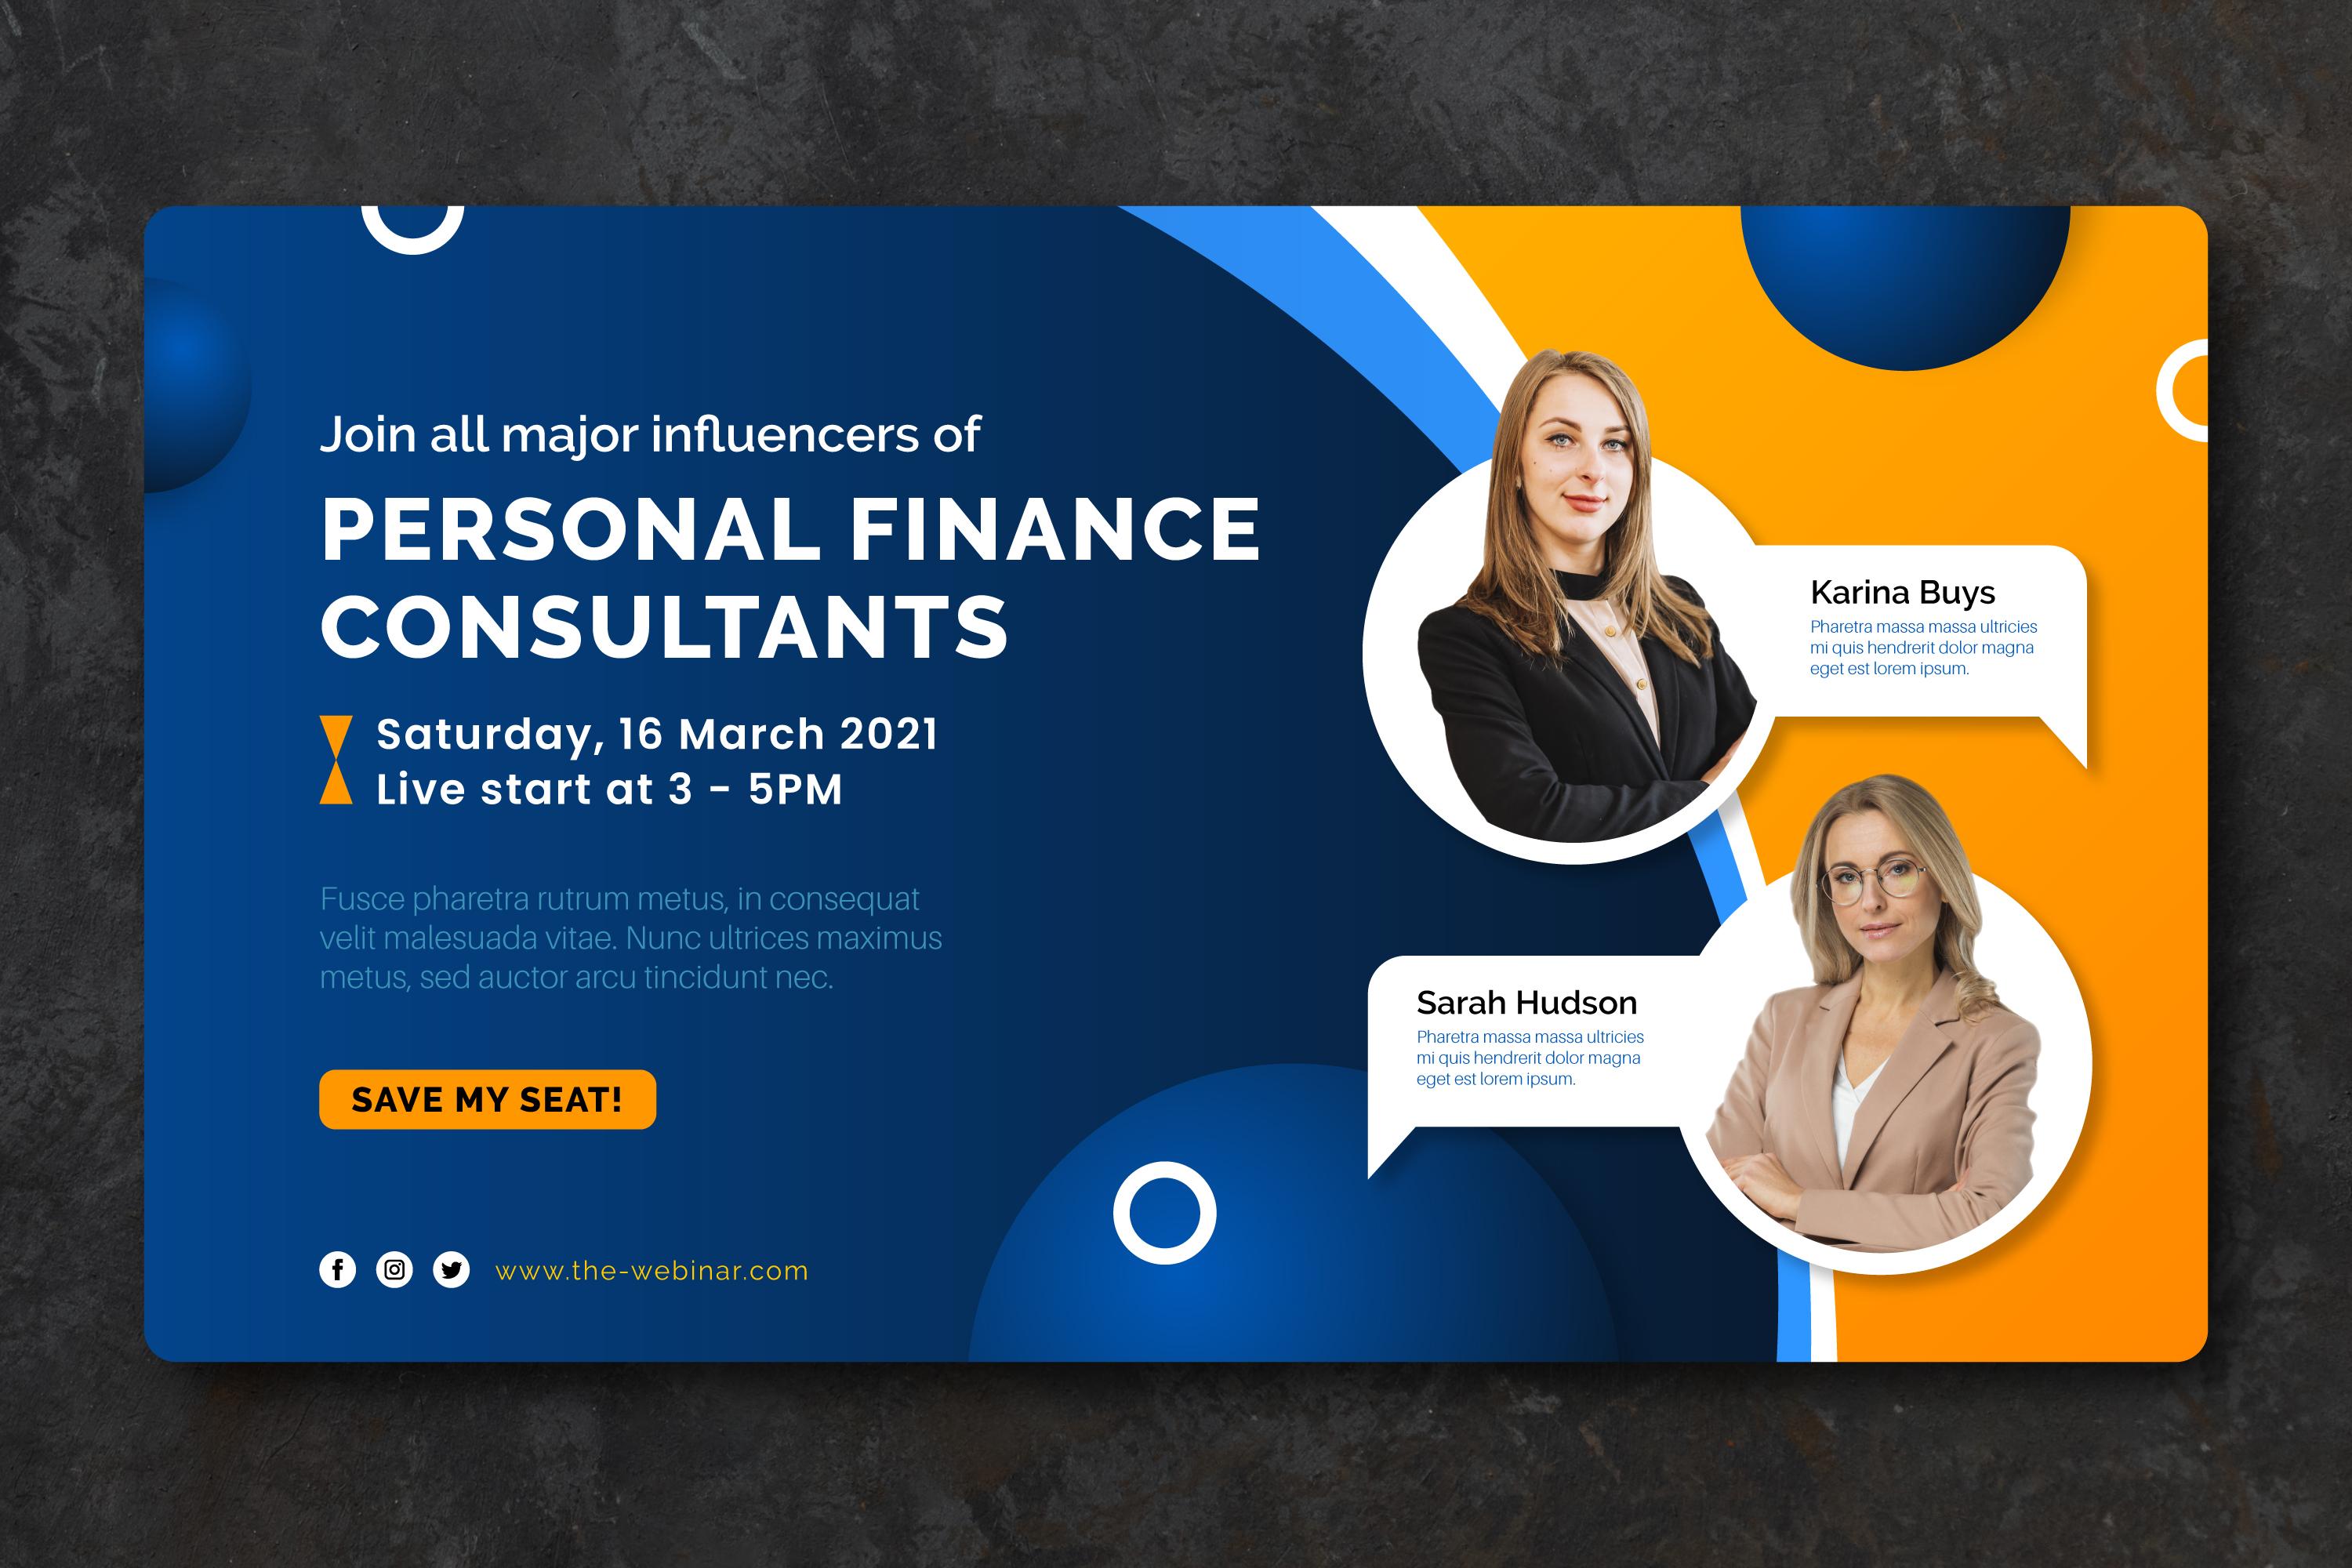 Join all major influencers of
PERSONAL FINANCE
CONSULTANTS
Saturday, 16 March 2021
Live start at 3 - 5PM
Fusce pharetra rutrum metus, in consequat
velit malesuada vitae. Nunc ultrices maximus
metus, sed auctor arcu tincidunt nec.
SAVE MY SEAT!
www.the-webinar.com
Karina Buys
Pharetra massa massa ultricies
mi quis hendrerit dolor magna
eget est lorem ipsum.
Sarah Hudson
Pharetra massa massa ultricies
mi quis hendrerit dolor magna
eget est lorem ipsum.